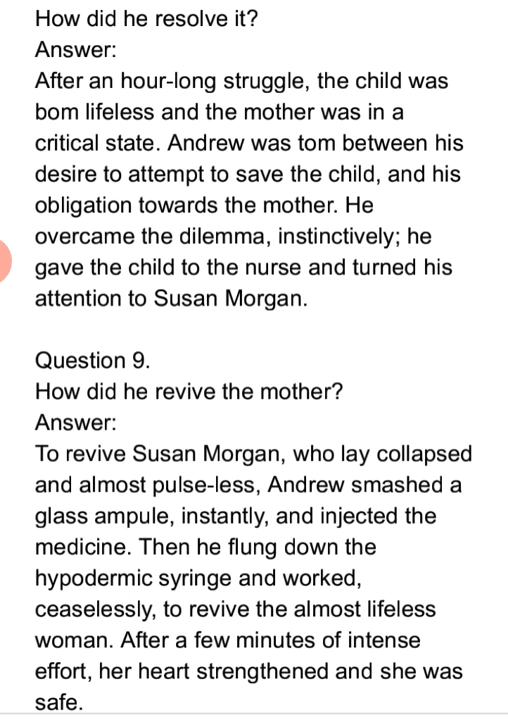 How did he resolve it?
Answer:
After an hour-long struggle, the child was
bom lifeless and the mother was in a
critical state. Andrew was tom between his
desire to attempt to save the child, and his
obligation towards the mother. He
overcame the dilemma, instinctively; he
gave the child to the nurse and turned his
attention to Susan Morgan.

Question 9.
How did he revive the mother?
Answer:
To revive Susan Morgan, who lay collapsed
and almost pulse-less, Andrew smashed a
glass ampule, instantly, and injected the
medicine. Then he flung down the
hypodermic syringe and worked,
ceaselessly, to revive the almost lifeless
woman. After a few minutes of intense
effort, her heart strengthened and she was
safe.